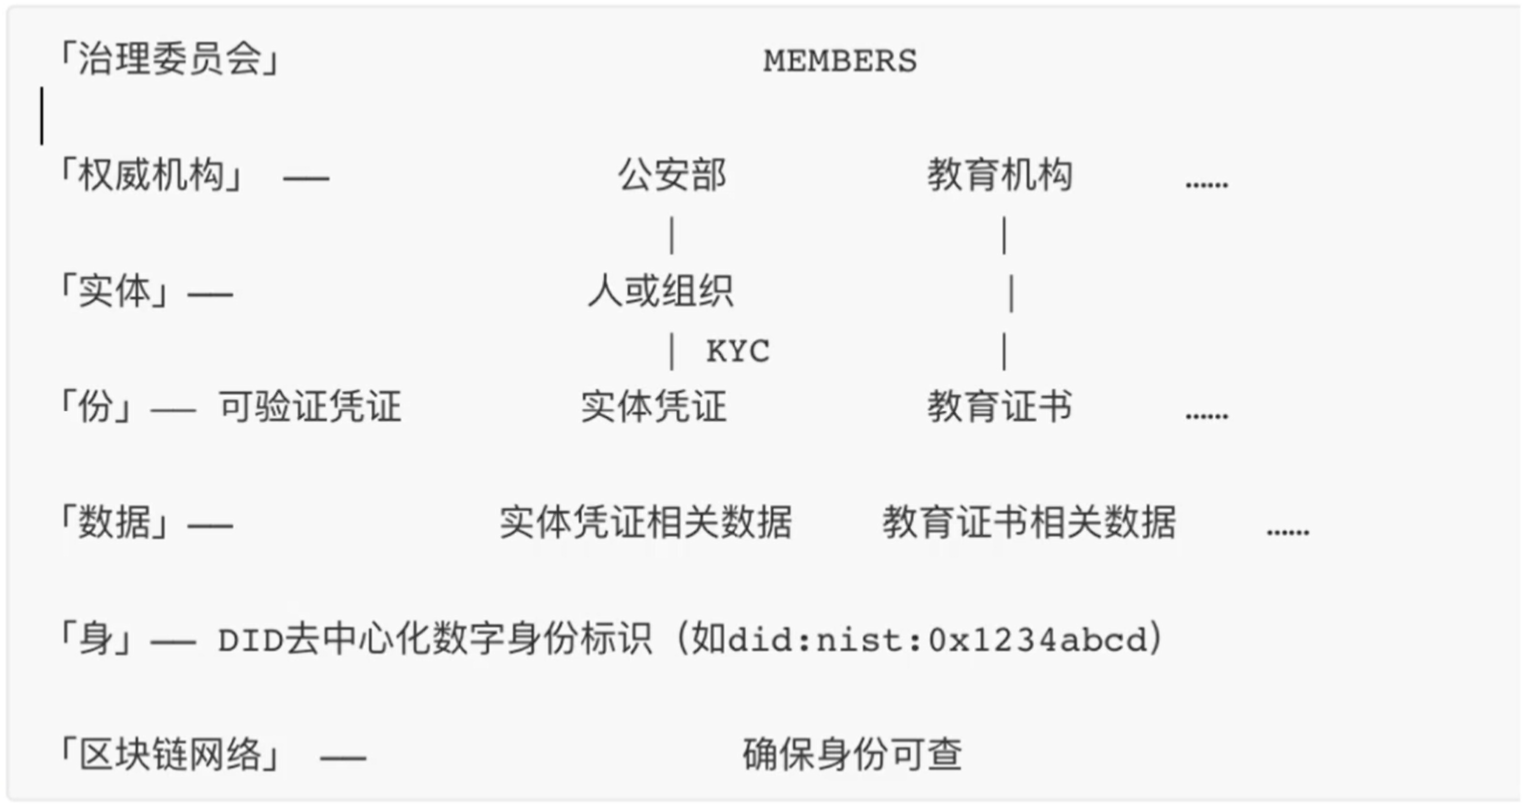 「治理委员会」 MEMBERS
「权威机构」 —— 公安部 教育机构 ……
| |
「实体」—— 人或组织 |
| KYC |
「份」—— 可验证凭证 实体凭证 教育证书 ……
「数据」—— 实体凭证相关数据 教育证书相关数据 ……
「身」—— DID去中心化数字身份标识（如did:nist:0x1234abcd）
「区块链网络」 —— 确保身份可查